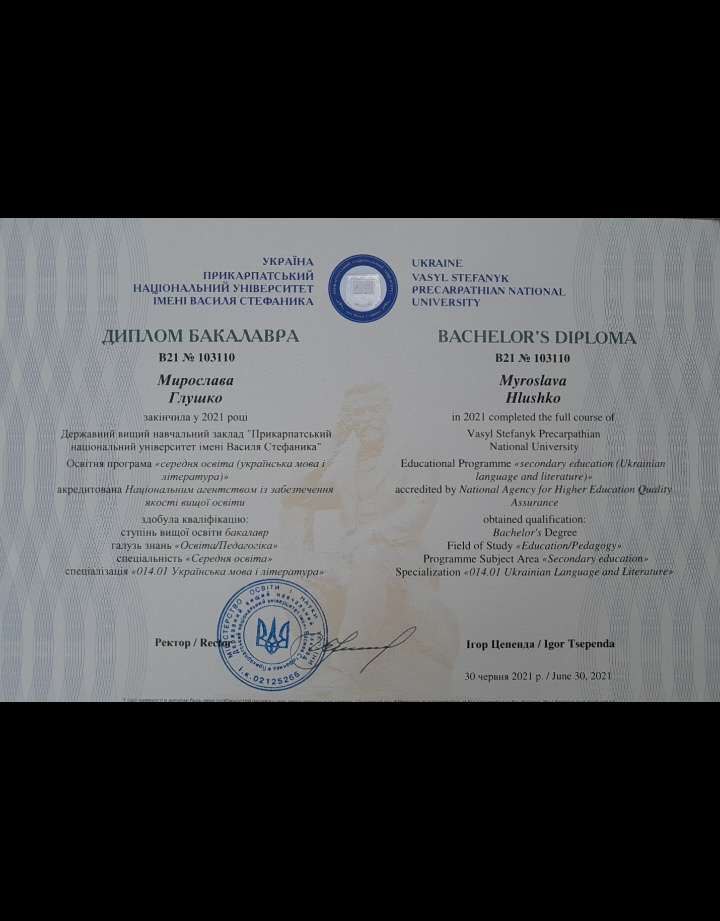 УКРАЇНА
ПРИКАРПАТСЬКИЙ
НАЦІОНАЛЬНИЙ УНІВЕРСИТЕТ
ІМЕНІ ВАСИЛЯ СТЕФАНИКА
ДИПЛОМ БАКАЛАВРА
В21 № 103110
Мирослава
Глушко
закінчила у 2021 році
Державний вищий навчальний заклад "Прикарпатський
національний університет імені Василя Стефаника"
Освітня програма «середня освіта (українська мова і
література)»
акредитована Національним агентством із забезпечення
якості вищої освіти
здобула кваліфікацію:
ступінь вищої освіти бакалавр
галузь знань «Освіта/Педагогіка»
спеціальність «Середня освіта»
спеціалізація «014.01 Українська мова і література»
UKRAINE
VASYL STEFANYK
PRECARPATHIAN NATIONAL
UNIVERSITY
BACHELOR'S DIPLOMA
B21 № 103110
Myroslava
Hlushko
in 2021 completed the full course of
Vasyl Stefanyk Precarpathian
National University
Educational Programme «secondary education (Ukrainian
language and literature)»
accredited by National Agency for Higher Education Quality
Assurance
obtained qualification:
Bachelor's Degree
Field of Study «Education/Pedagogy»
Programme Subject Area «Secondary education»
Specialization «014.01 Ukrainian Language and Literature»
Ректор / Rector
Ігор Цепенда / Igor Tsependa
30 червня 2021 р. / June 30, 2021
МІНІСТЕРСТВО ОСВІТИ І НАУКИ
і.к. 02125266